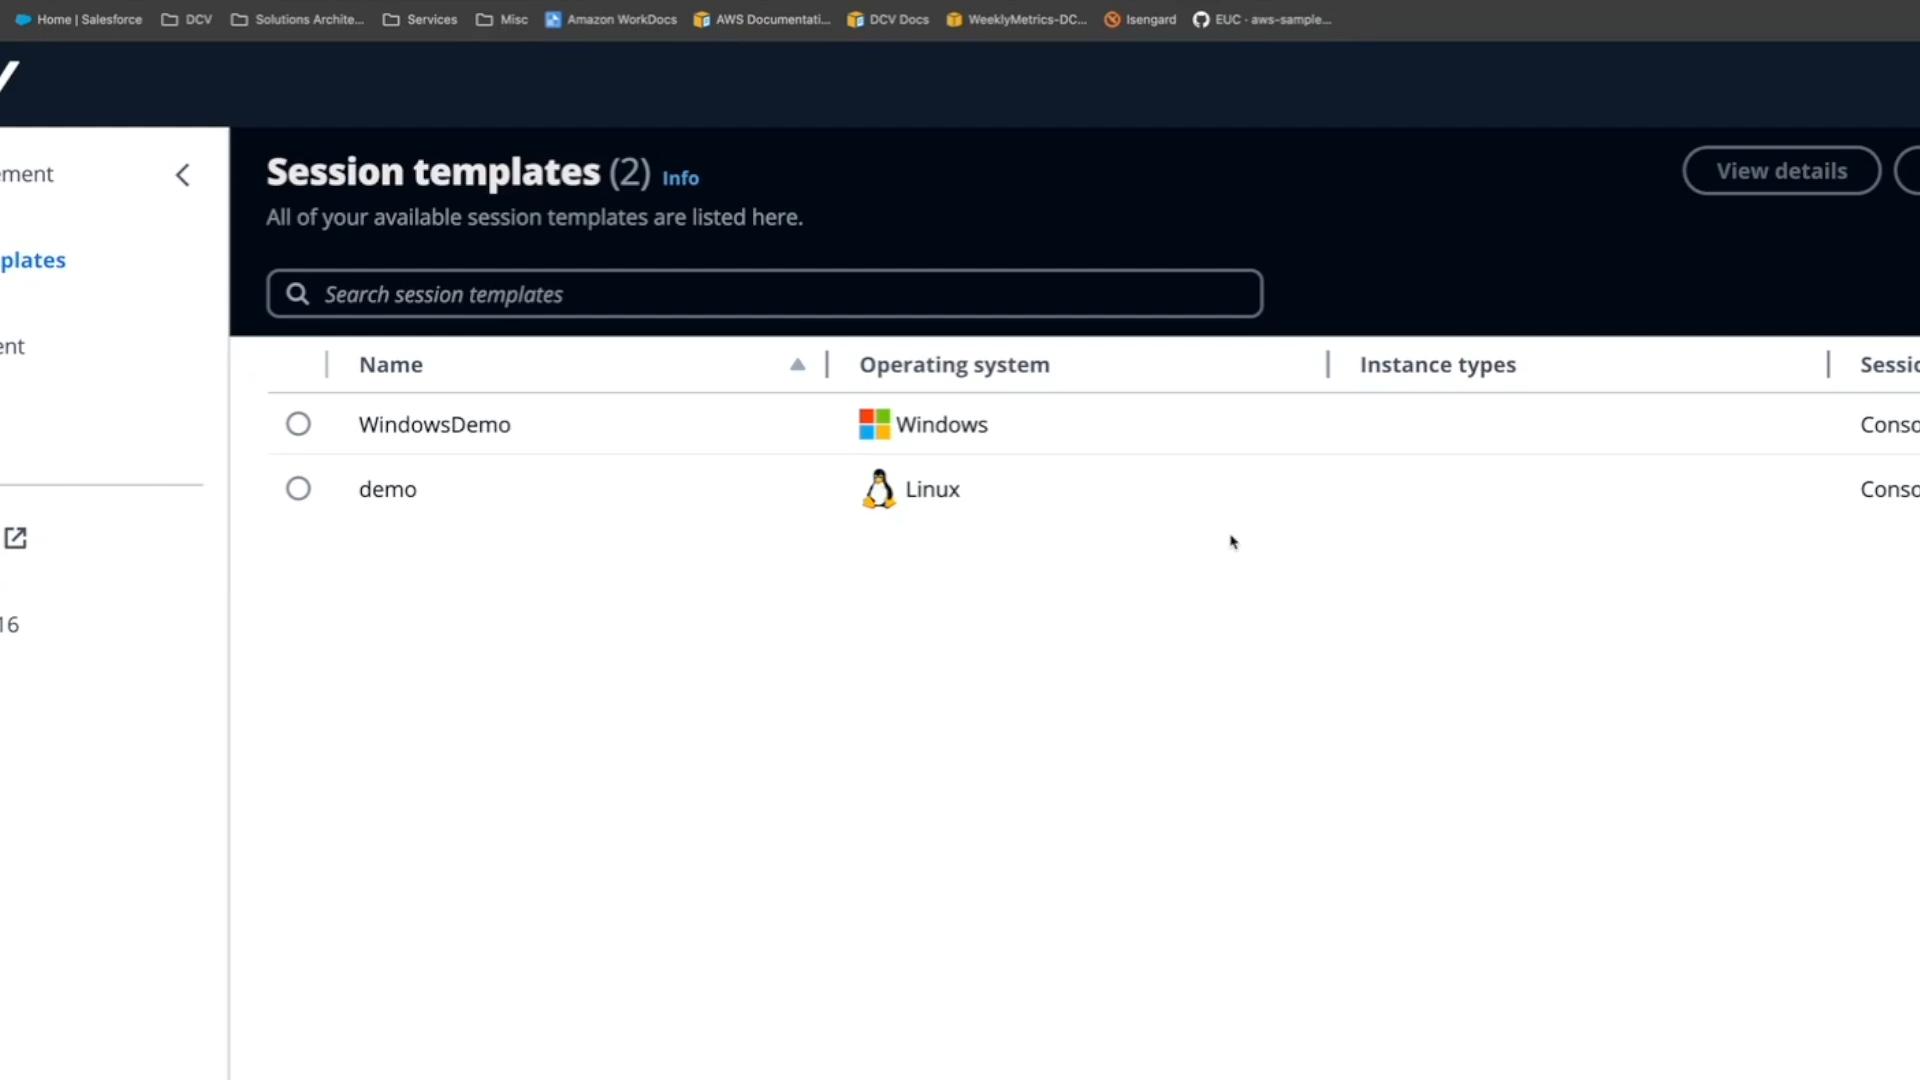 Home | Salesforce DCV Solutions Archite... Services Misc Amazon WorkDocs AWS Documentati... DCV Docs WeeklyMetrics-DC... Isengard EUC · aws-sample...
ement
Session templates (2) Info
View details
All of your available session templates are listed here.
plates
Search session templates
ent
Name Operating system Instance types Sessio
WindowsDemo Windows Conso
demo Linux Conso
16